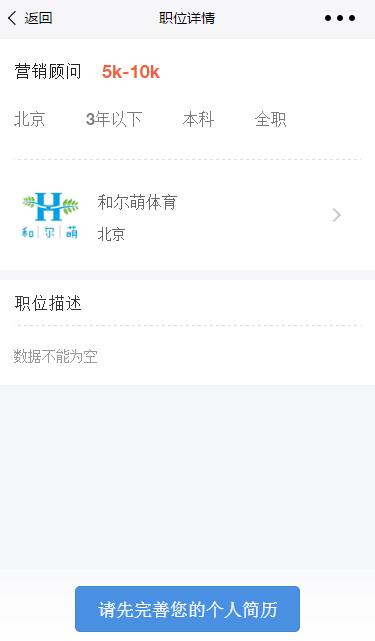 返回 职位详情
营销顾问 5k-10k
北京 3年以下 本科 全职
和尔萌体育
H
和尔萌
北京
职位描述
数据不能为空
请先完善您的个人简历